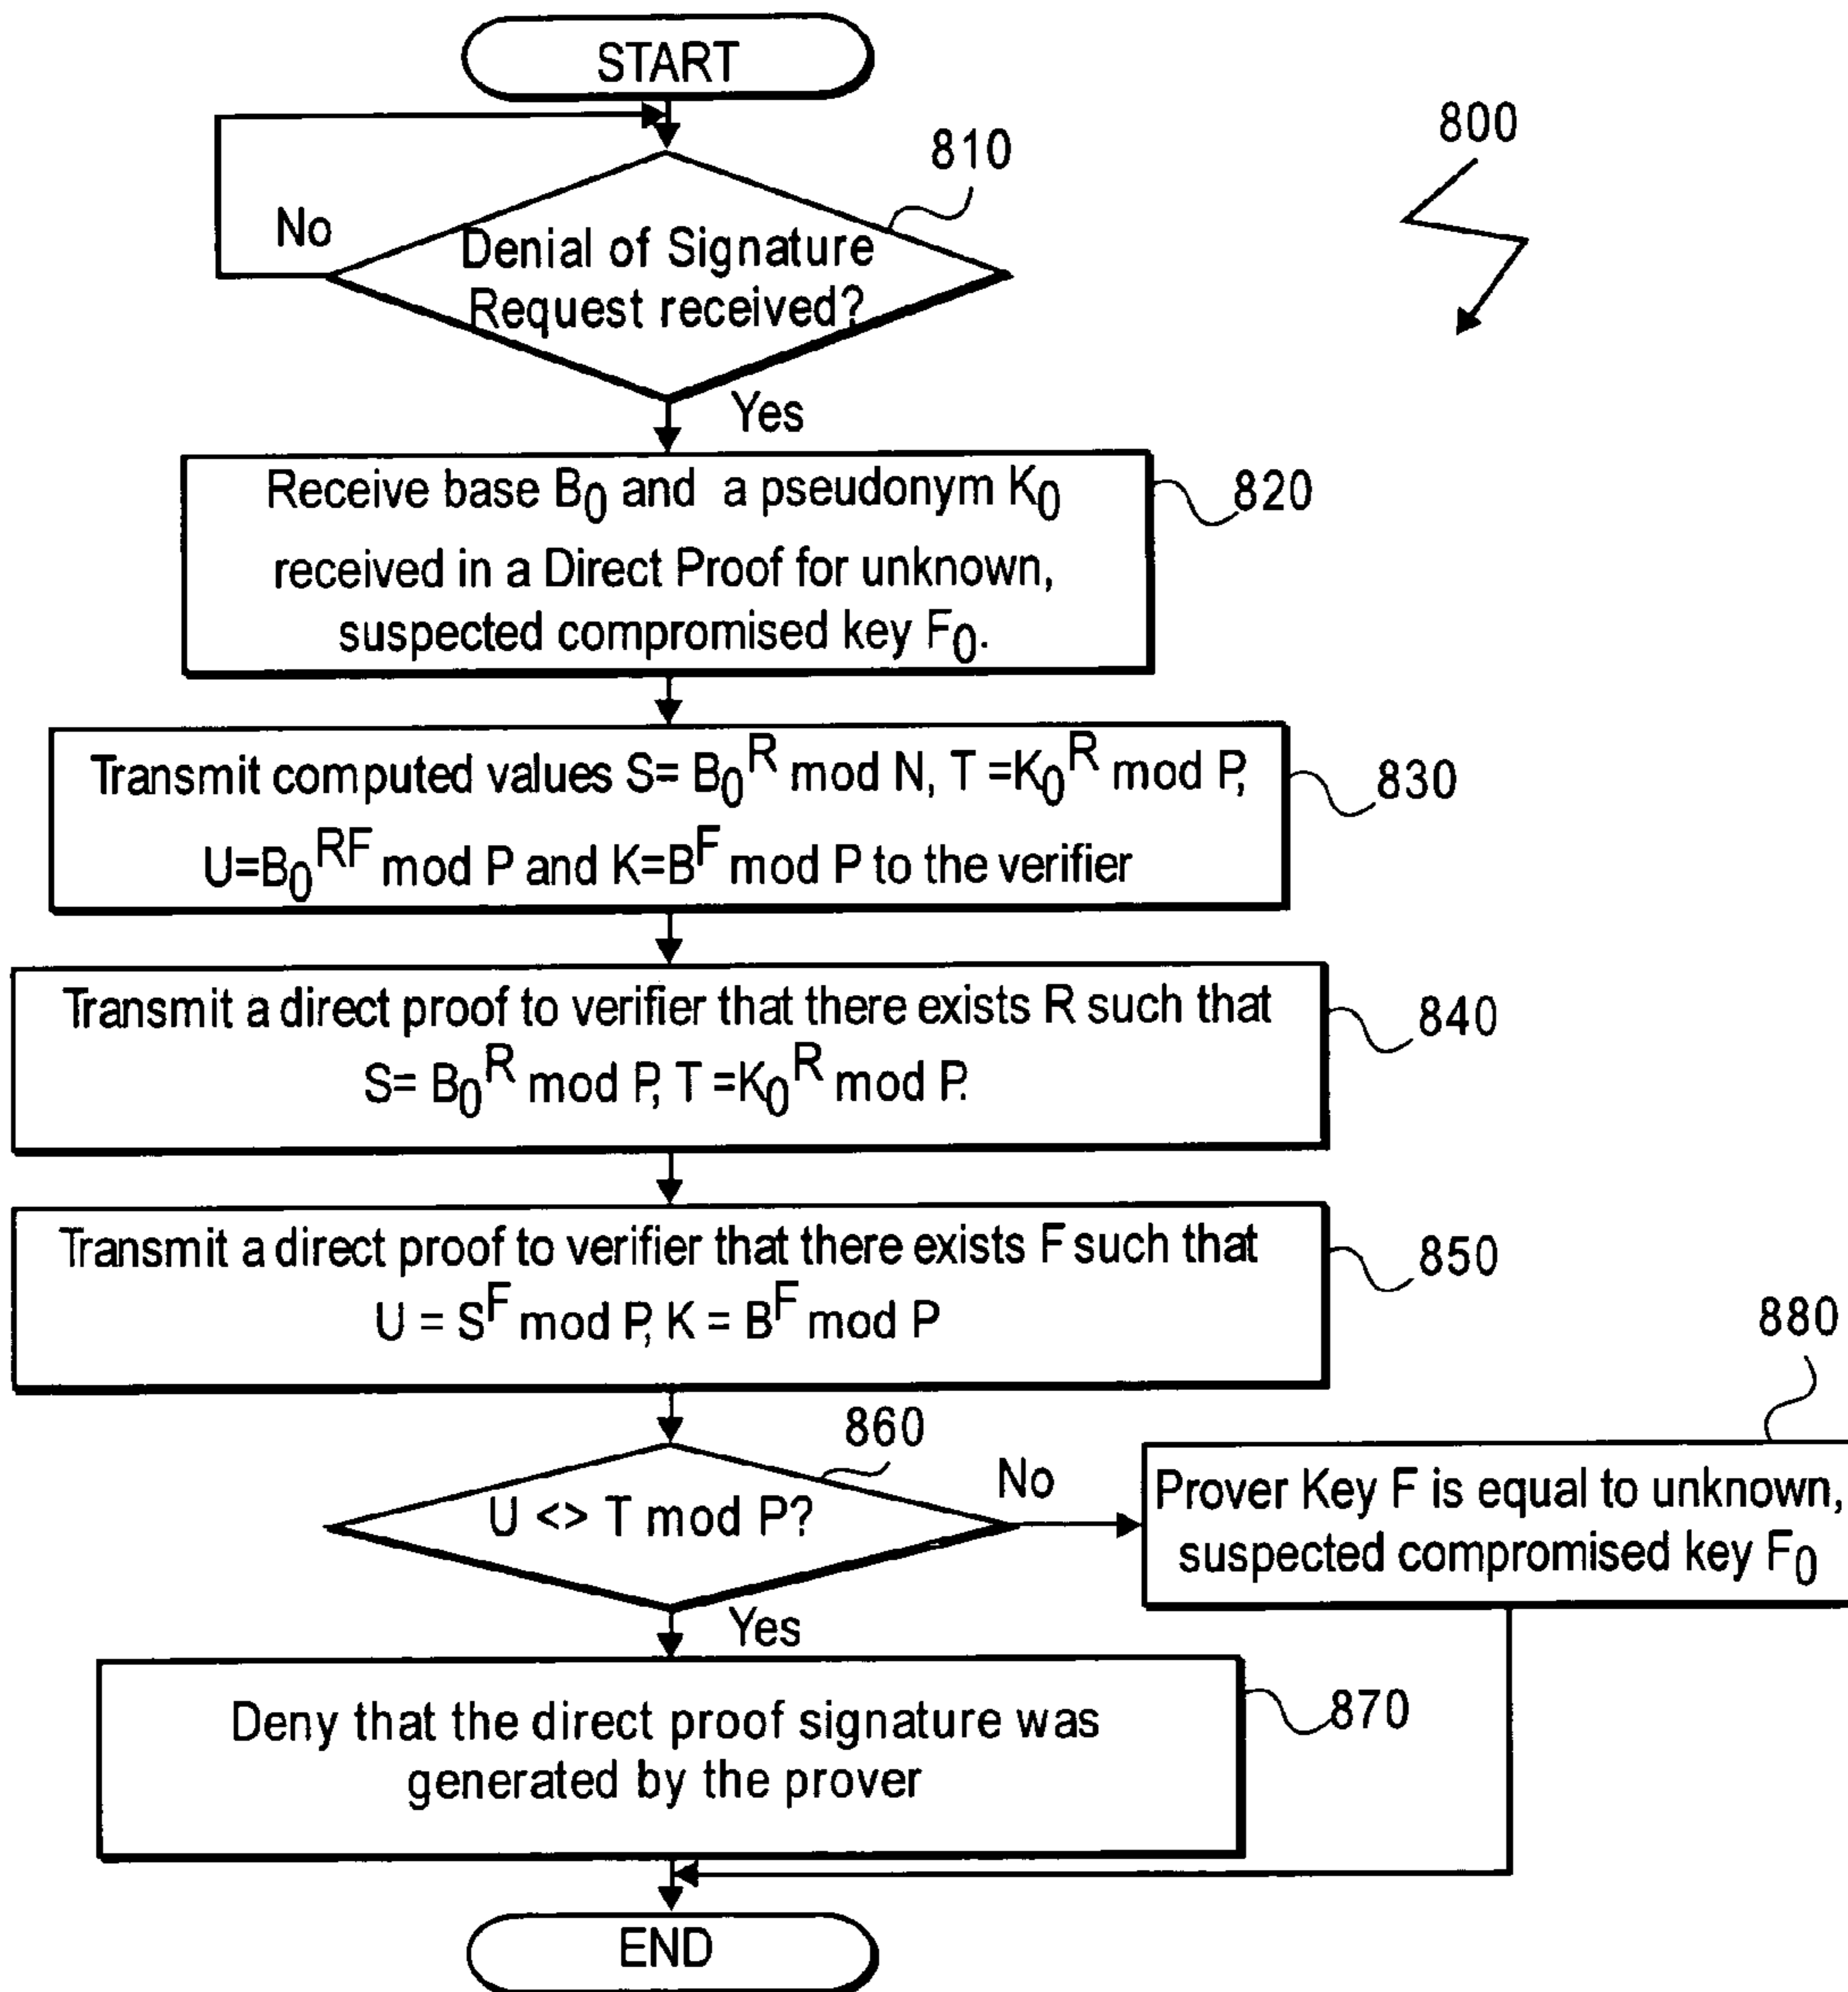 START
800
810
No
Denial of Signature
Request received?
Yes
Receive base B₀ and a pseudonym K₀
820
received in a Direct Proof for unknown,
suspected compromised key F₀.
Transmit computed values S= B₀ᴿ mod N, T =K₀ᴿ mod P,
830
U=B₀ᴿᶠ mod P and K=Bᶠ mod P to the verifier
Transmit a direct proof to verifier that there exists R such that
840
S= B₀ᴿ mod P, T =K₀ᴿ mod P.
Transmit a direct proof to verifier that there exists F such that
850
U = Sᶠ mod P, K = Bᶠ mod P
880
860
No
U <> T mod P?
Prover Key F is equal to unknown,
suspected compromised key F₀
Yes
Deny that the direct proof signature was
870
generated by the prover
END